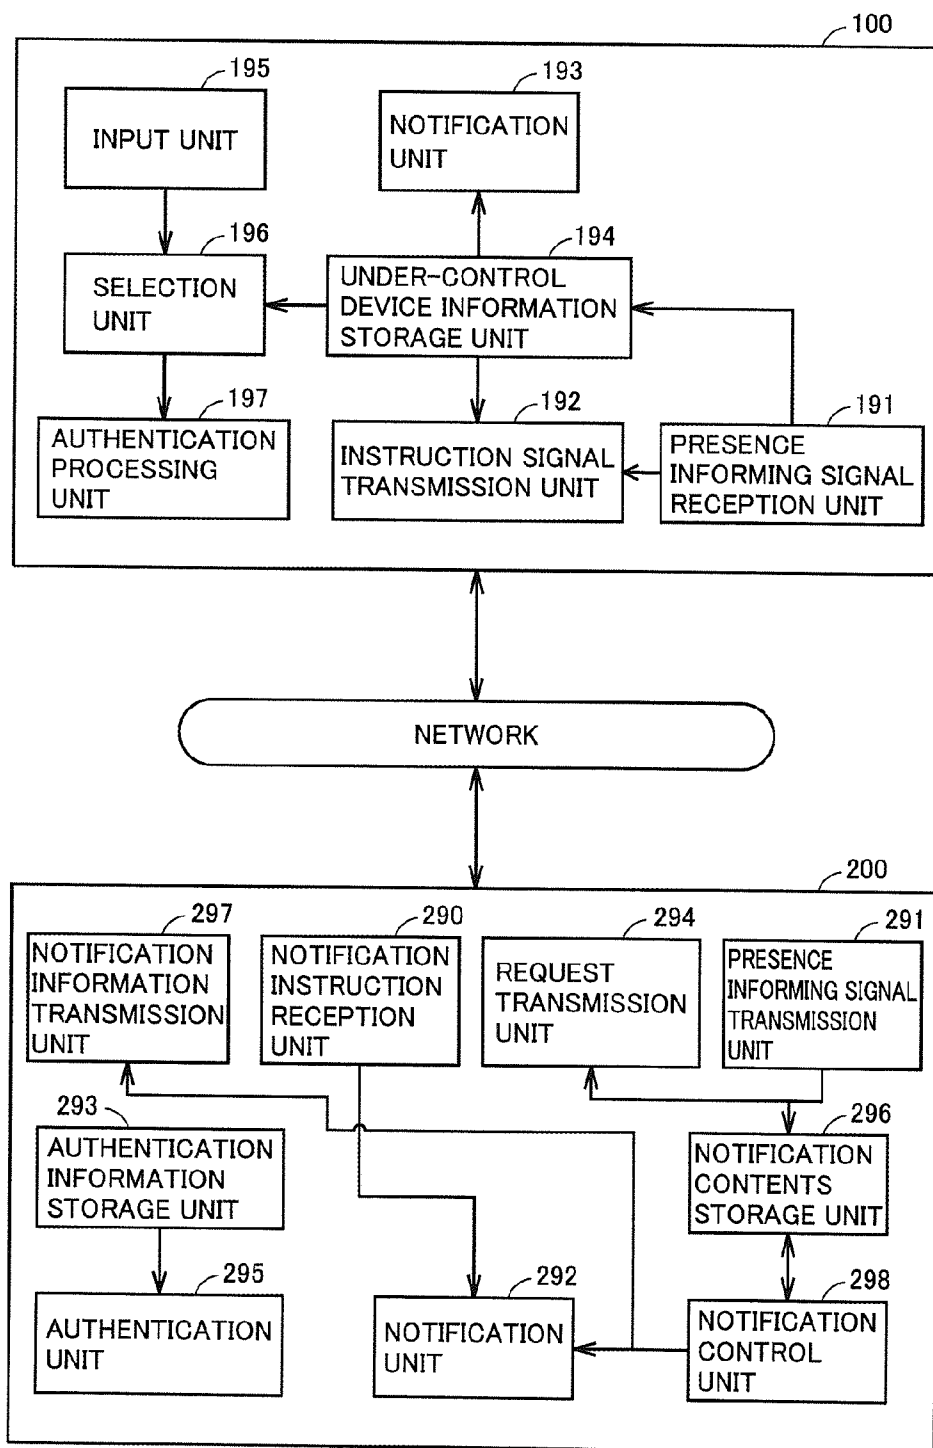 100
195
INPUT UNIT
193
NOTIFICATION
UNIT
196
SELECTION
UNIT
194
UNDER-CONTROL
DEVICE INFORMATION
STORAGE UNIT
197
AUTHENTICATION
PROCESSING
UNIT
192
INSTRUCTION SIGNAL
TRANSMISSION UNIT
191
PRESENCE
INFORMING SIGNAL
RECEPTION UNIT
NETWORK
200
297
NOTIFICATION
INFORMATION
TRANSMISSION
UNIT
290
NOTIFICATION
INSTRUCTION
RECEPTION
UNIT
294
REQUEST
TRANSMISSION
UNIT
291
PRESENCE
INFORMING SIGNAL
TRANSMISSION
UNIT
293
AUTHENTICATION
INFORMATION
STORAGE UNIT
296
NOTIFICATION
CONTENTS
STORAGE UNIT
295
AUTHENTICATION
UNIT
292
NOTIFICATION
UNIT
298
NOTIFICATION
CONTROL
UNIT